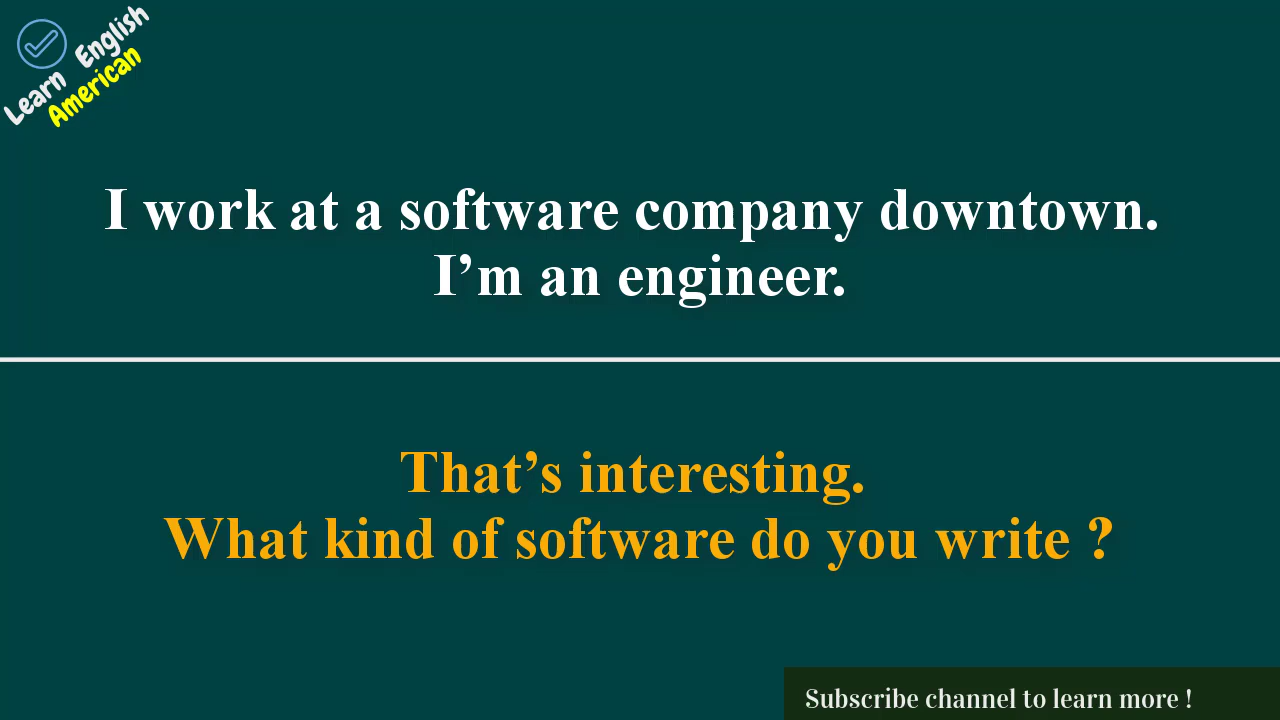 Learn English
American
I work at a software company downtown.
I’m an engineer.
That’s interesting.
What kind of software do you write ?
Subscribe channel to learn more !